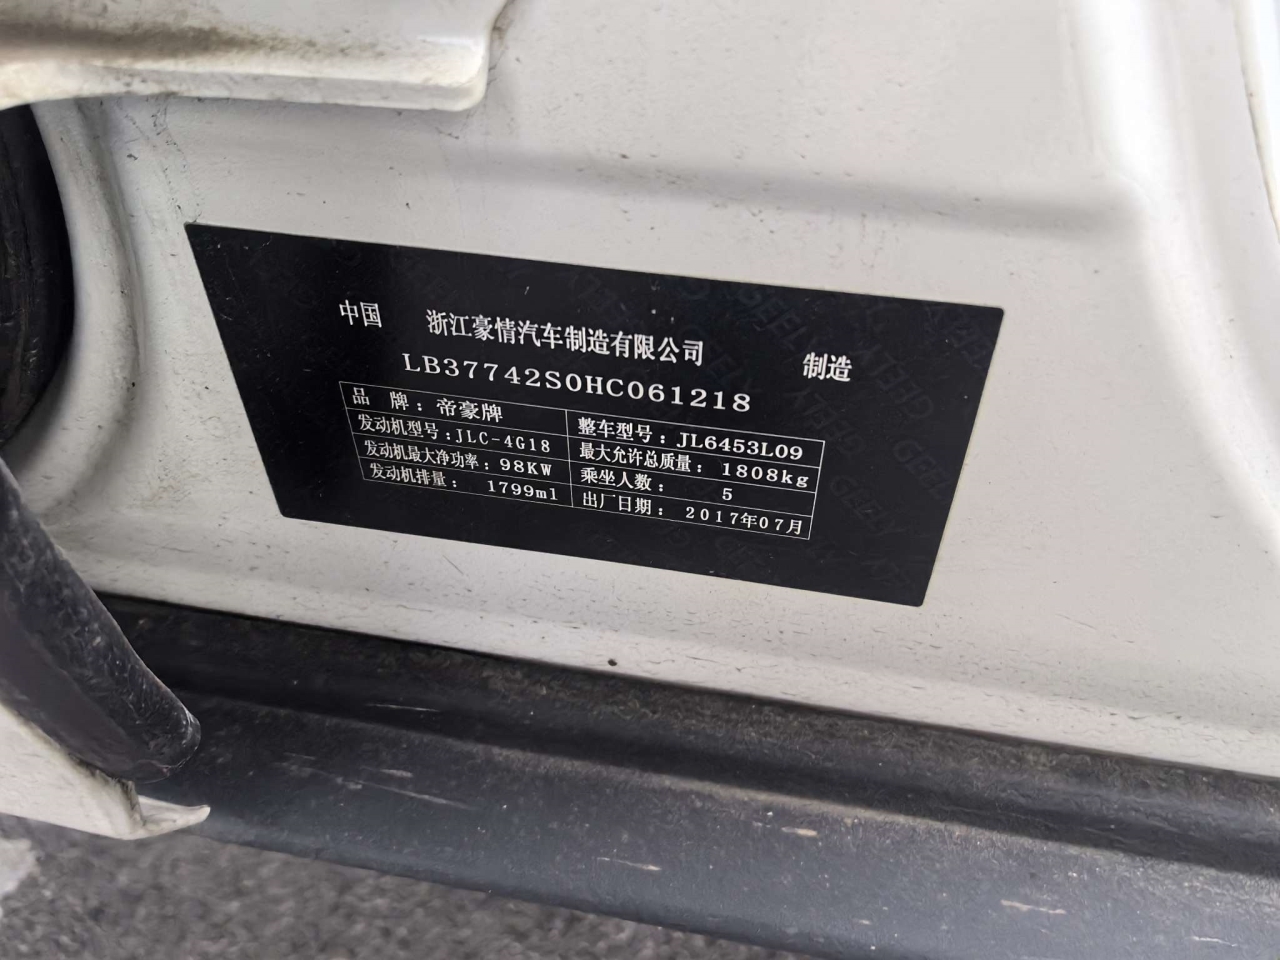 中国 浙江豪情汽车制造有限公司 制造
LB37742S0HC061218
品 牌：帝豪牌 整车型号：JL6453L09
发动机型号：JLC-4G18 最大允许总质量：1808kg
发动机最大净功率：98KW 乘坐人数： 5
发动机排量： 1799ml 出厂日期： 2017年07月
GEELY